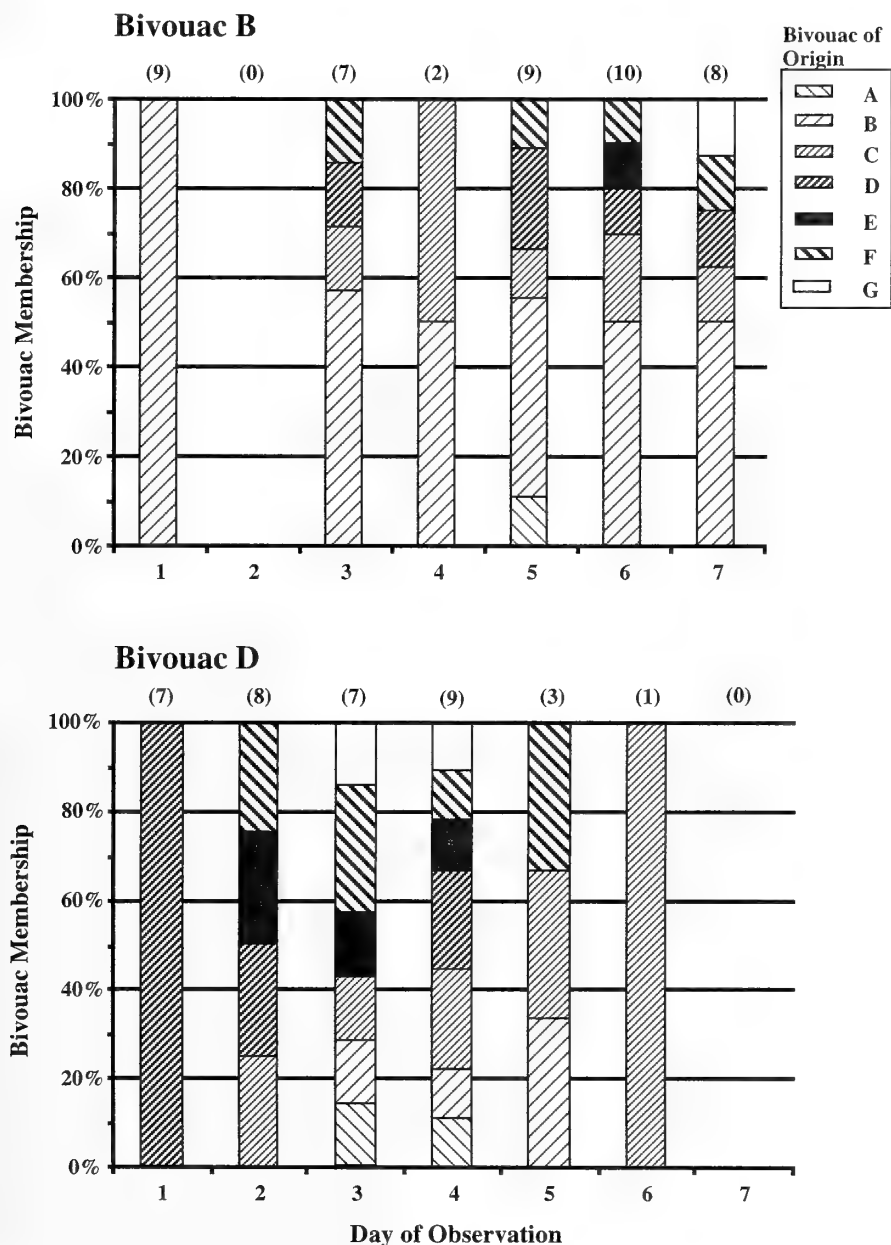 Bivouac B
Bivouac of
Origin
A
B
C
D
E
F
G
(9) (0) (7) (2) (9) (10) (8)
100%
80%
60%
40%
20%
0%
Bivouac Membership
1 2 3 4 5 6 7
Bivouac D
(7) (8) (7) (9) (3) (1) (0)
100%
80%
60%
40%
20%
0%
Bivouac Membership
1 2 3 4 5 6 7
Day of Observation